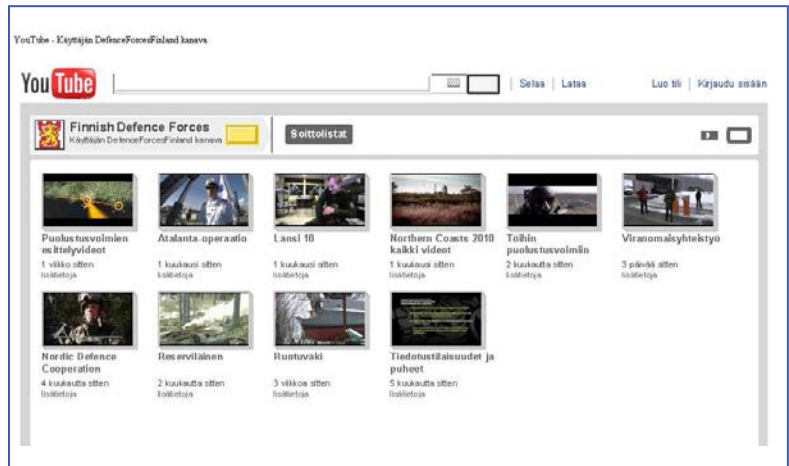 YouTube - Käyttäjän DefenceForcesFinland kanava
YouTube
Selaa | Lataa
Luo tili | Kirjaudu sisään
Finnish Defence Forces
Käyttäjän DefenceForcesFinland kanava
Soittolistat
Puolustusvoimien esittelyvideot
1 viikko sitten
lisätietoja
Atalanta-operaatio
1 kuukausi sitten
lisätietoja
Länsi 10
1 kuukausi sitten
lisätietoja
Northern Coasts 2010
kaikki videot
1 kuukausi sitten
lisätietoja
Töihin
puolustusvoimiin
2 kuukautta sitten
lisätietoja
Viranomaisyhteistyö
3 päivää sitten
lisätietoja
Nordic Defence
Cooperation
4 kuukautta sitten
lisätietoja
Reserviläinen
2 kuukautta sitten
lisätietoja
Ruotuväki
3 viikkoa sitten
lisätietoja
Tiedotustilaisuudet ja
puheet
5 kuukautta sitten
lisätietoja